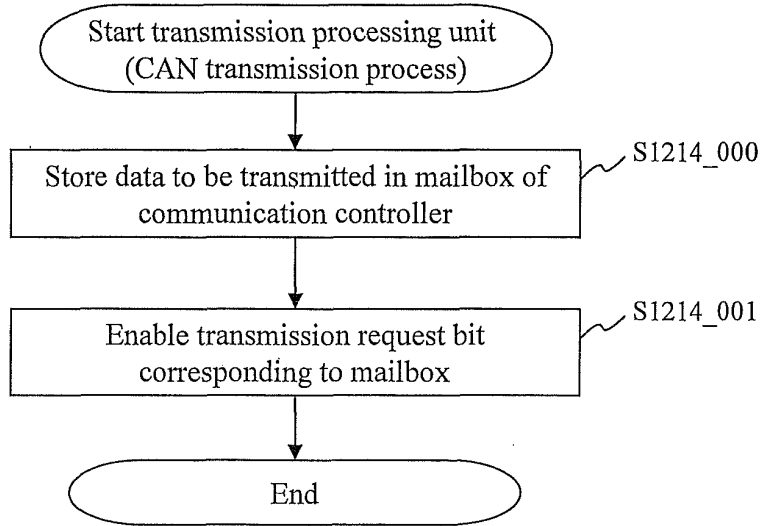 Start transmission processing unit
(CAN transmission process)
S1214_000
Store data to be transmitted in mailbox of
communication controller
S1214_001
Enable transmission request bit
corresponding to mailbox
End